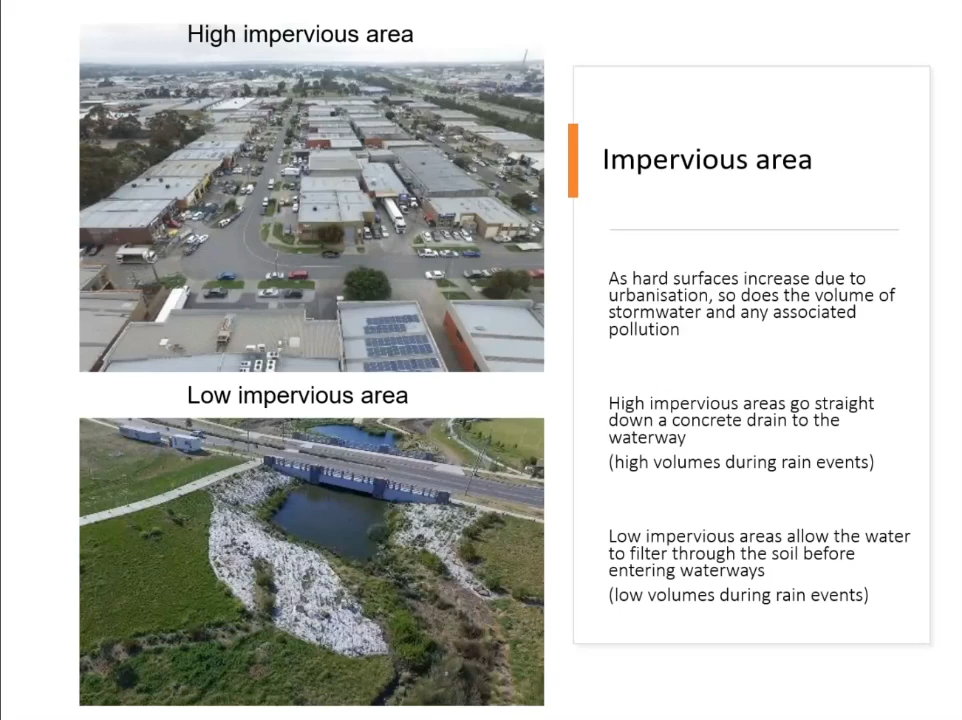 High impervious area
Low impervious area
Impervious area
As hard surfaces increase due to
urbanisation, so does the volume of
stormwater and any associated
pollution
High impervious areas go straight
down a concrete drain to the
waterway
(high volumes during rain events)
Low impervious areas allow the water
to filter through the soil before
entering waterways
(low volumes during rain events)